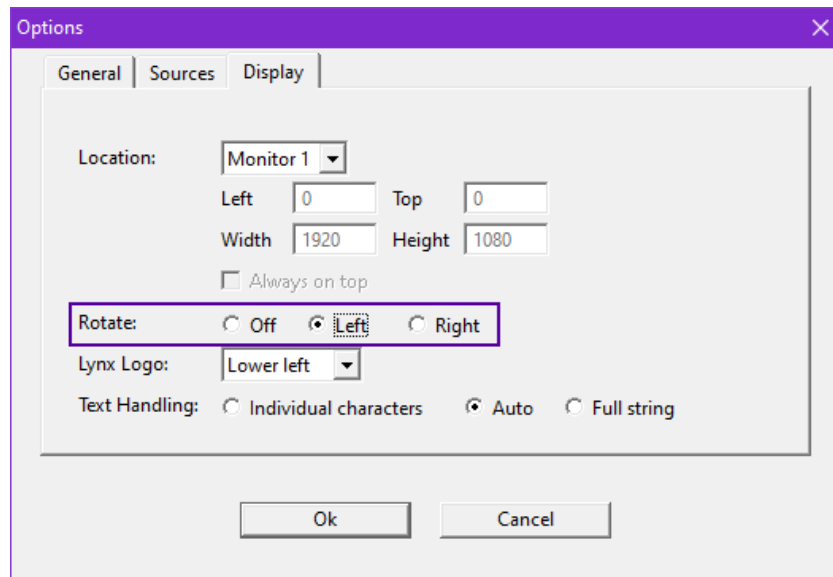 Options
General Sources Display
Location: Monitor 1
Left 0 Top 0
Width 1920 Height 1080
Always on top
Rotate: Off Left Right
Lynx Logo: Lower left
Text Handling: Individual characters Auto Full string
Ok Cancel